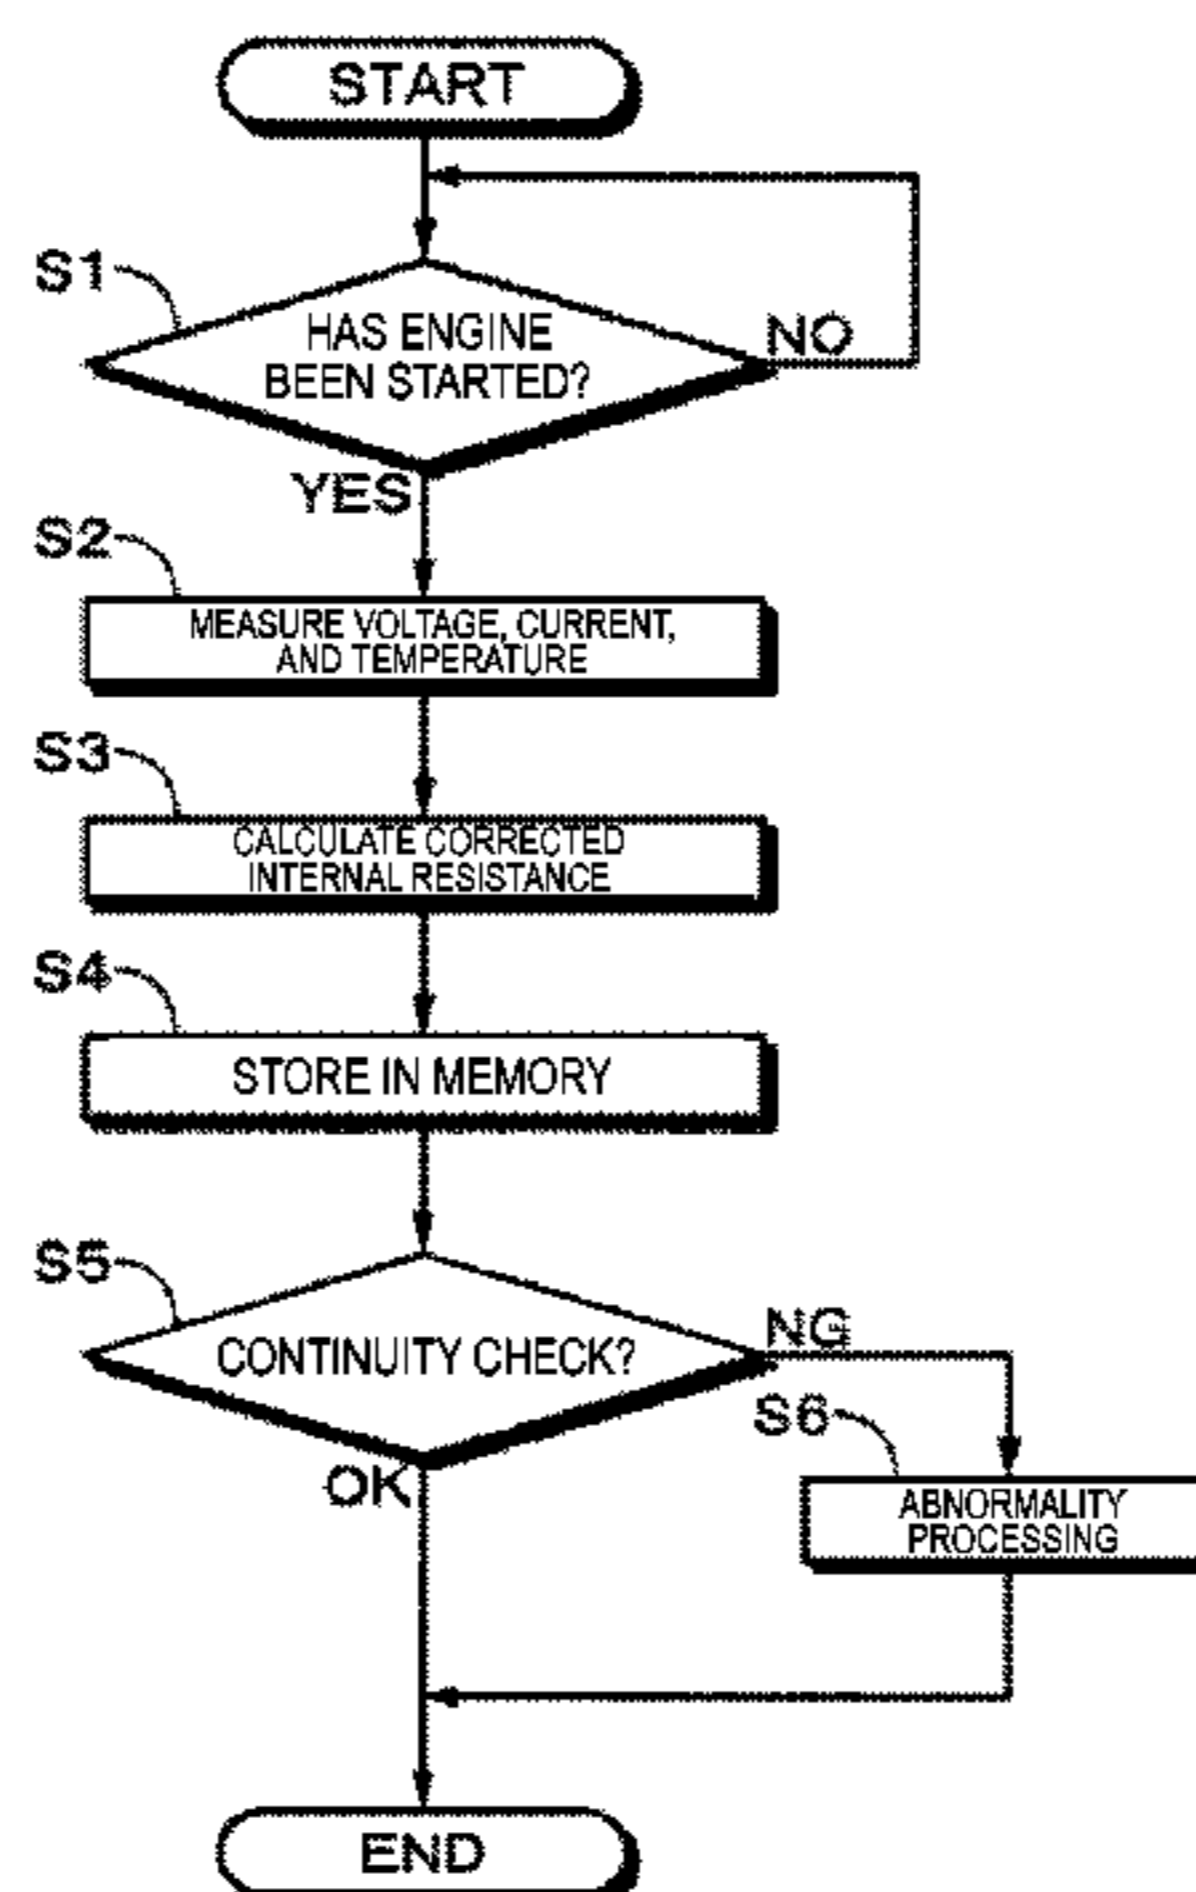 START
S1
HAS ENGINE
BEEN STARTED?
NO
YES
S2
MEASURE VOLTAGE, CURRENT,
AND TEMPERATURE
S3
CALCULATE CORRECTED
INTERNAL RESISTANCE
S4
STORE IN MEMORY
S5
CONTINUITY CHECK?
NG
OK
S6
ABNORMALITY
PROCESSING
END